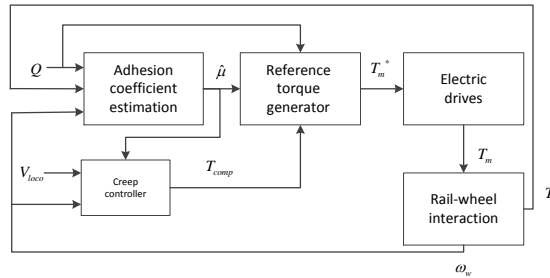 Q
Adhesion
coefficient
estimation
μ̂
Reference
torque
generator
T_m^*
Electric
drives
T_m
V_loco
Creep
controller
T_comp
Rail-wheel
interaction
T
ω_w